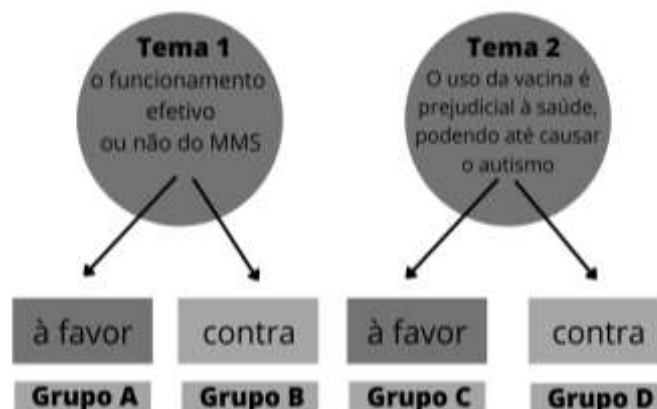 Tema 1
o funcionamento
efetivo
ou não do MMS
Tema 2
O uso da vacina é
prejudicial à saúde,
podendo até causar
o autismo
à favor
contra
à favor
contra
Grupo A
Grupo B
Grupo C
Grupo D